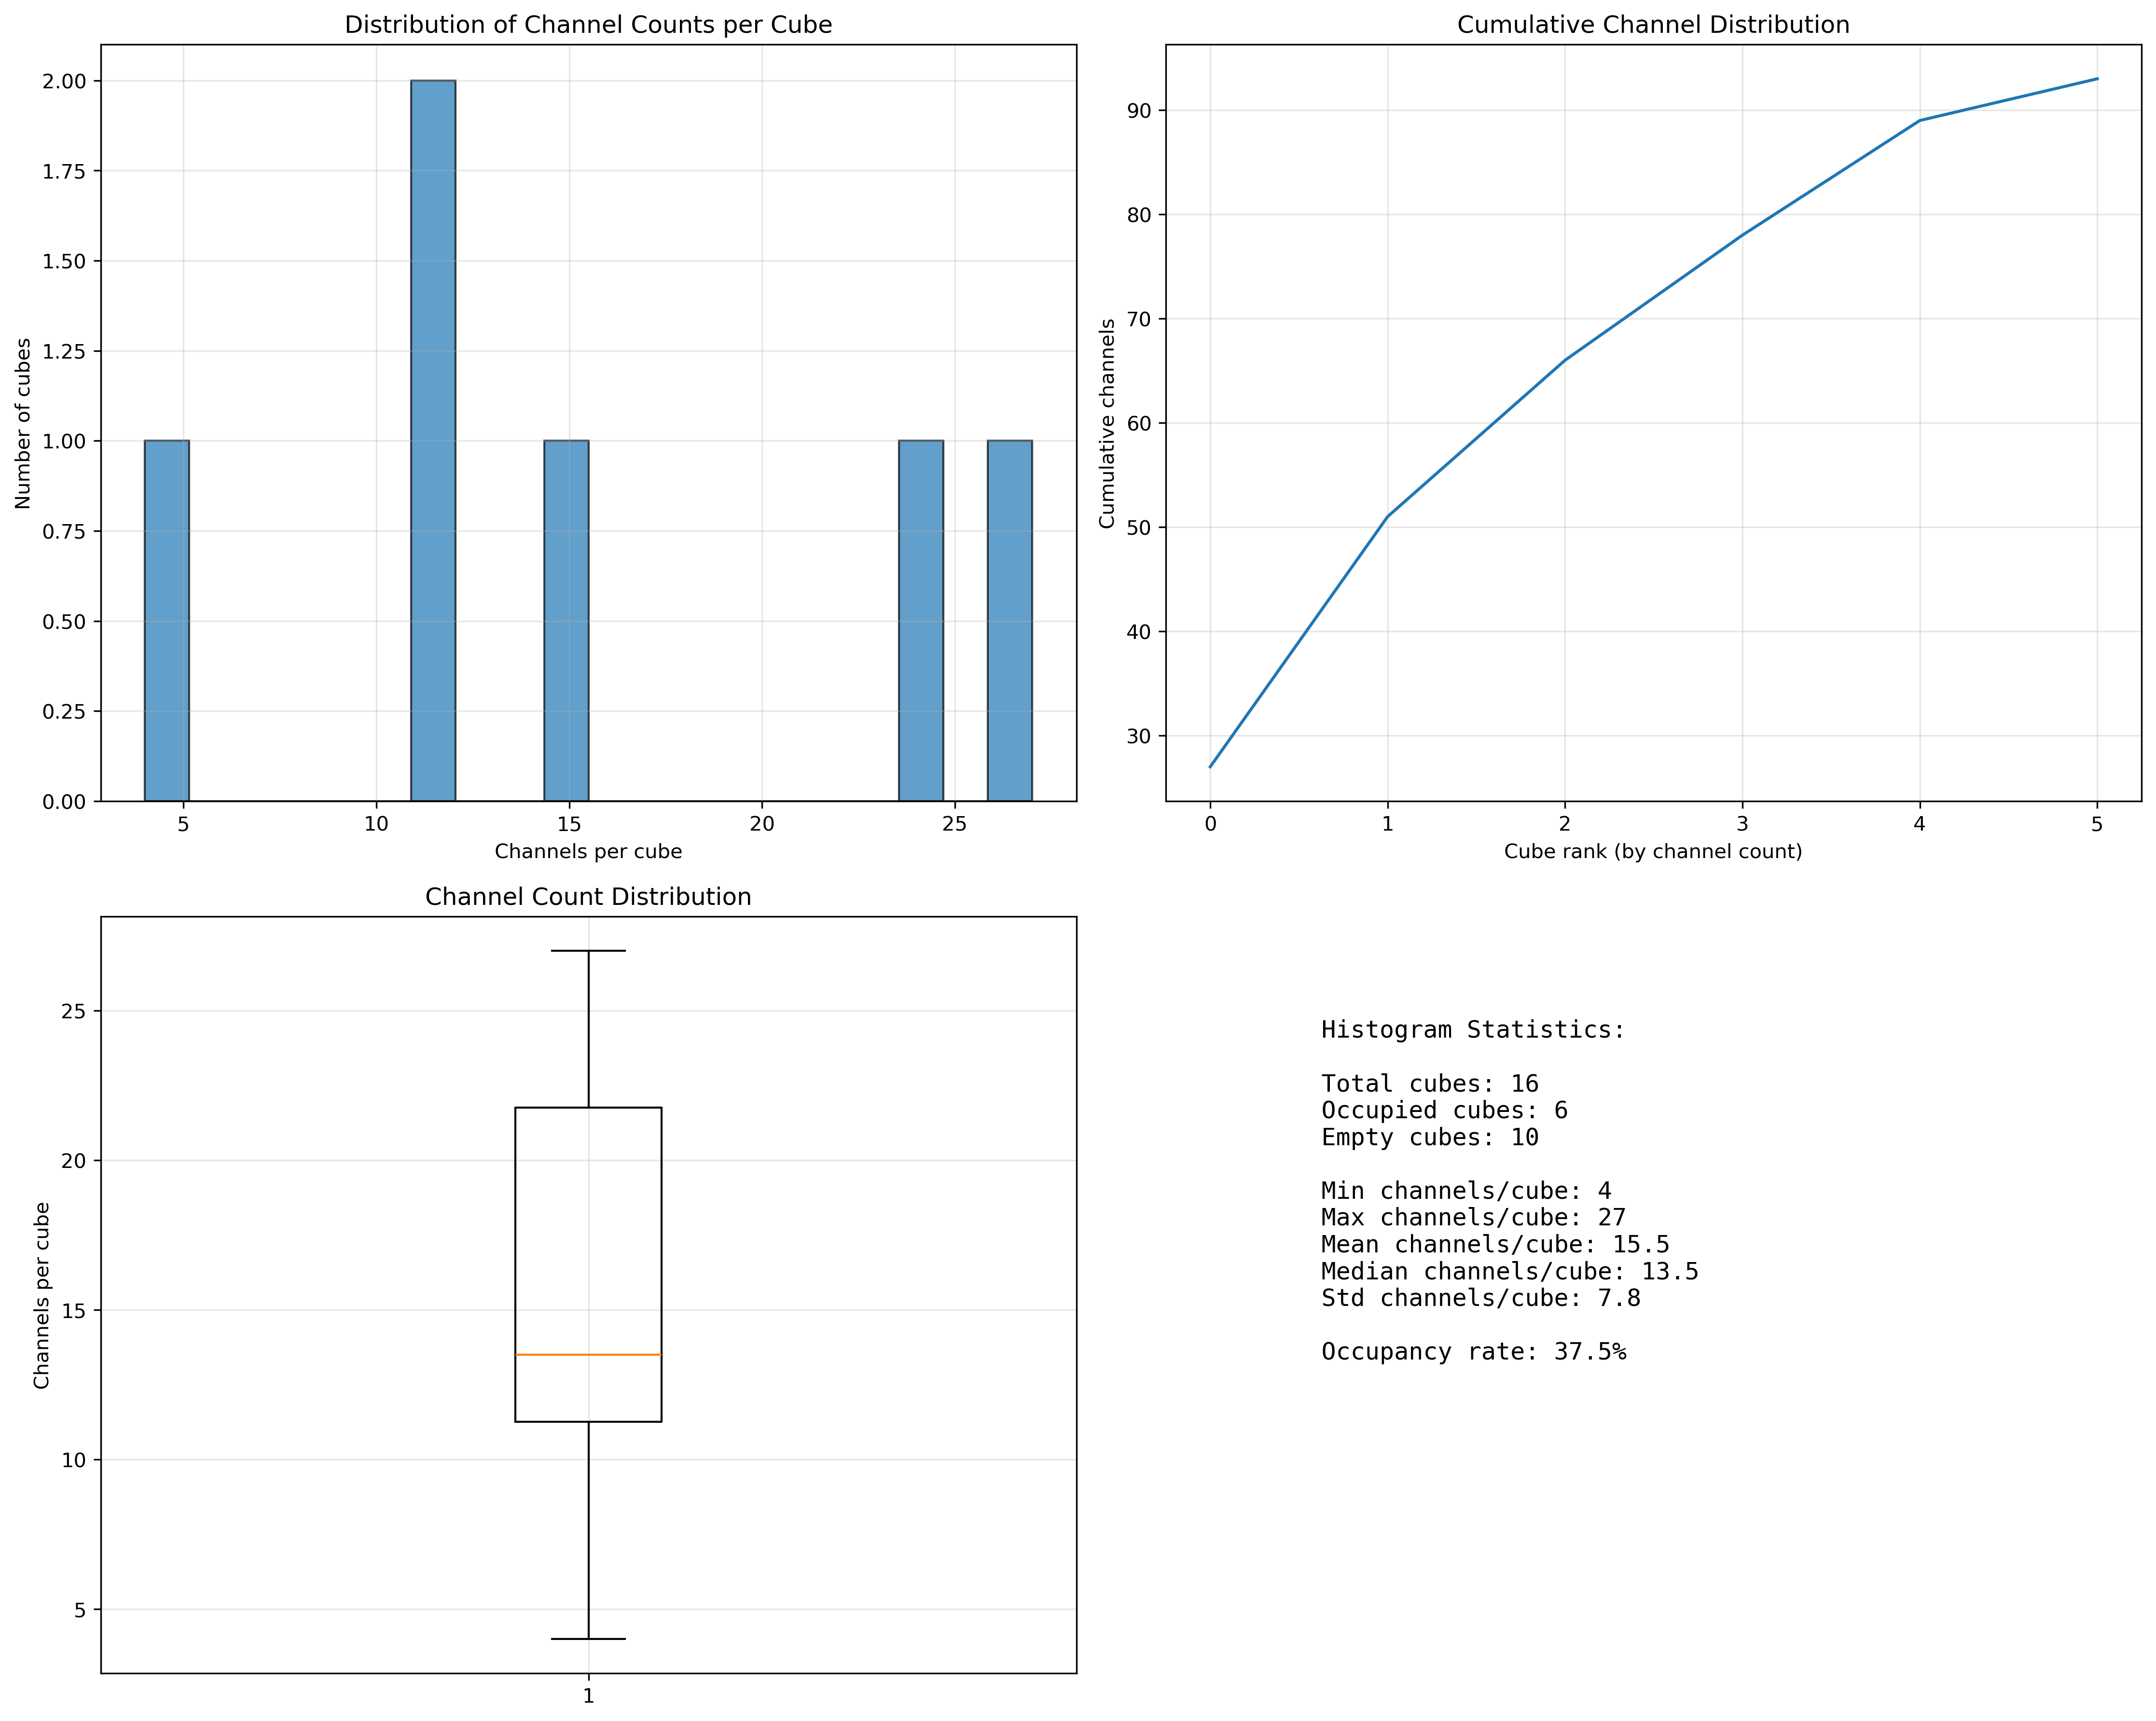 Distribution of Channel Counts per Cube
2.00
1.75
1.50
1.25
1.00
0.75
0.50
0.25
0.00
Number of cubes
5 10 15 20 25
Channels per cube
Cumulative Channel Distribution
90
80
70
60
50
40
30
Cumulative channels
0 1 2 3 4 5
Cube rank (by channel count)
Channel Count Distribution
25
20
15
10
5
Channels per cube
1
Histogram Statistics:
Total cubes: 16
Occupied cubes: 6
Empty cubes: 10
Min channels/cube: 4
Max channels/cube: 27
Mean channels/cube: 15.5
Median channels/cube: 13.5
Std channels/cube: 7.8
Occupancy rate: 37.5%